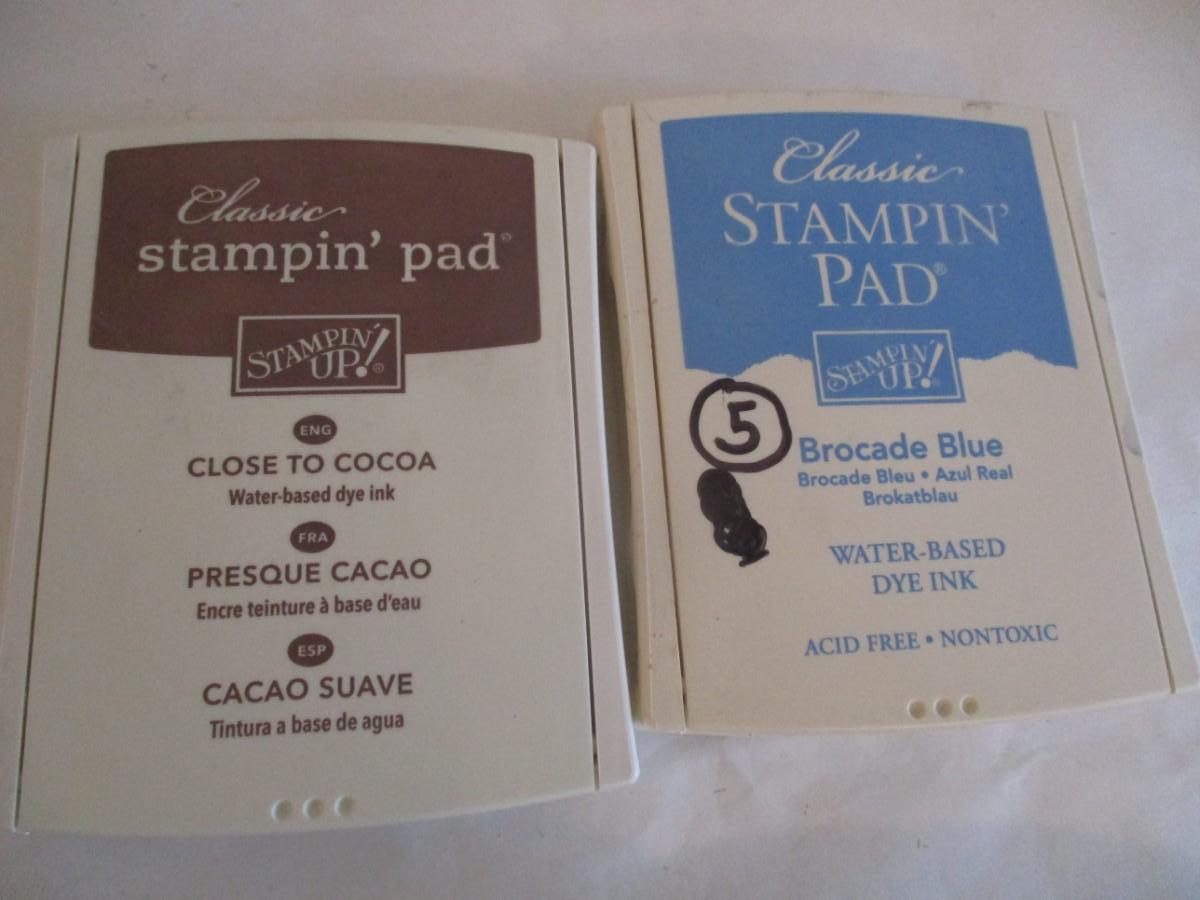 Classic
stampin' pad®
STAMPIN' UP!®
ENG
CLOSE TO COCOA
Water-based dye ink
FRA
PRESQUE CACAO
Encre teinture à base d'eau
ESP
CACAO SUAVE
Tintura a base de agua
Classic
STAMPIN'
PAD®
STAMPIN' UP!®
5
Brocade Blue
Brocade Bleu • Azul Real
Brokatblau
WATER-BASED
DYE INK
ACID FREE • NONTOXIC